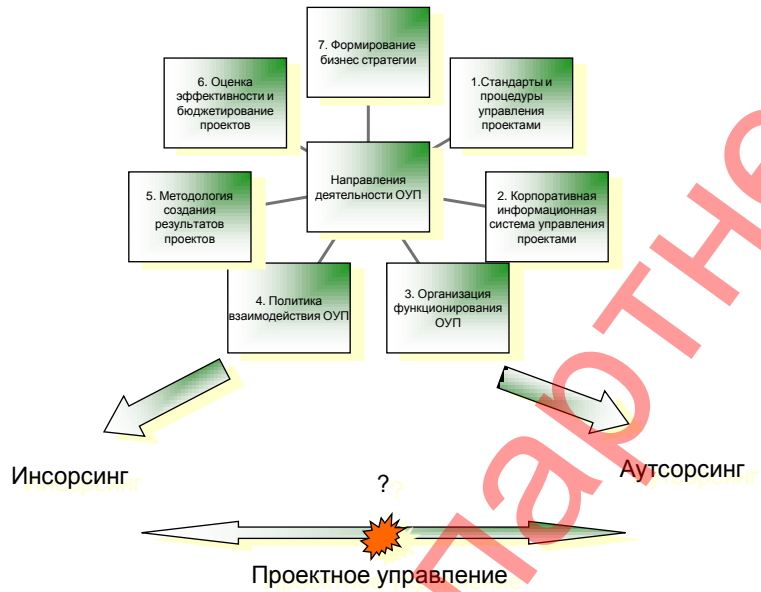 7. Формирование
бизнес стратегии
6. Оценка
эффективности и
бюджетирование
проектов
1.Стандарты и
процедуры
управления
проектами
Направления
деятельности ОУП
5. Методология
создания
результатов
проектов
2. Корпоративная
информационная
система управления
проектами
4. Политика
взаимодействия ОУП
3. Организация
функционирования
ОУП
Инсорсинг
Аутсорсинг
?
Проектное управление
Партне